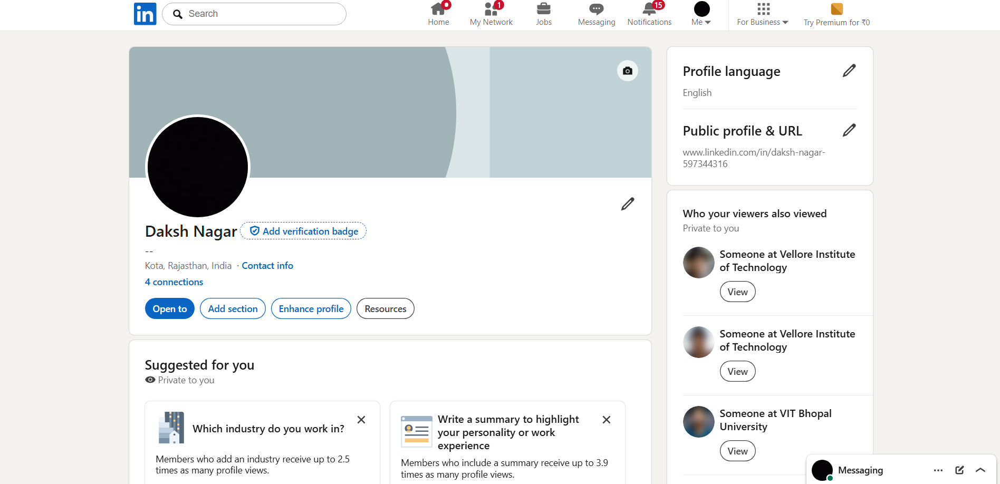 in
Search
Home
1
My Network
Jobs
Messaging
15
Notifications
Me
For Business
Try Premium for ₹0
Daksh Nagar
Add verification badge
--
Kota, Rajasthan, India · Contact info
4 connections
Open to
Add section
Enhance profile
Resources
Suggested for you
Private to you
Which industry do you work in?
Members who add an industry receive up to 2.5
times as many profile views.
Write a summary to highlight
your personality or work
experience
Members who include a summary receive up to 3.9
times as many profile views.
Profile language
English
Public profile & URL
www.linkedin.com/in/daksh-nagar-
597344316
Who your viewers also viewed
Private to you
Someone at Vellore Institute
of Technology
View
Someone at Vellore Institute
of Technology
View
Someone at VIT Bhopal
University
View
Messaging